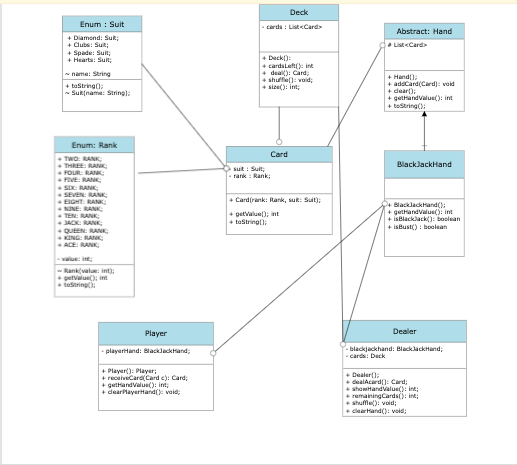 Enum : Suit
+ Diamond: Suit;
+ Clubs: Suit;
+ Spade: Suit;
+ Hearts: Suit;
~ name: String
+ toString();
~ Suit(name: String);
Deck
- cards : List<Card>
+ Deck():
+ cardsLeft(): int
+ deal(): Card;
+ shuffle(): void;
+ size(): int;
Abstract: Hand
# List<Card>
+ Hand();
+ addCard(Card): void
+ clear();
+ getHandValue(): int
+ toString();
Enum: Rank
+ TWO: RANK;
+ THREE: RANK;
+ FOUR: RANK;
+ FIVE: RANK;
+ SIX: RANK;
+ SEVEN: RANK;
+ EIGHT: RANK;
+ NINE: RANK;
+ TEN: RANK;
+ JACK: RANK;
+ QUEEN: RANK;
+ KING: RANK;
+ ACE: RANK;
- value: int;
~ Rank(value: int);
+ getValue(); int
+ toString();
Card
- suit : Suit;
- rank : Rank;
+ Card(rank: Rank, suit: Suit);
+ getValue(); int
+ toString();
BlackJackHand
+ BlackJackHand();
+ getHandValue(): int
+ isBlackJack(): boolean
+ isBust() : boolean
Player
- playerHand: BlackJackHand;
+ Player(): Player;
+ receiveCard(Card c): Card;
+ getHandValue(): int;
+ clearPlayerHand(): void;
Dealer
- blackjackhand: BlackJackHand;
- cards: Deck
+ Dealer();
+ dealAcard(): Card;
+ showHandValue(): int;
+ remainingCards(): int;
+ shuffle(): void;
+ clearHand(): void;